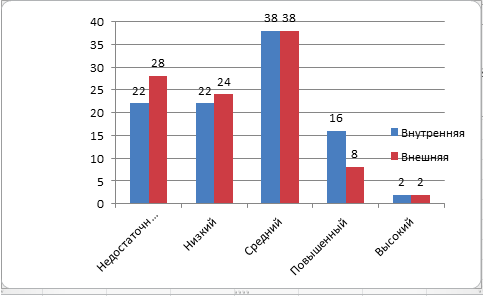 40
35
30
25
20
15
10
5
0
22 28
22 24
38 38
16 8
2 2
Внутренняя
Внешняя
Недостаточн...
Низкий
Средний
Повышенный
Высокий